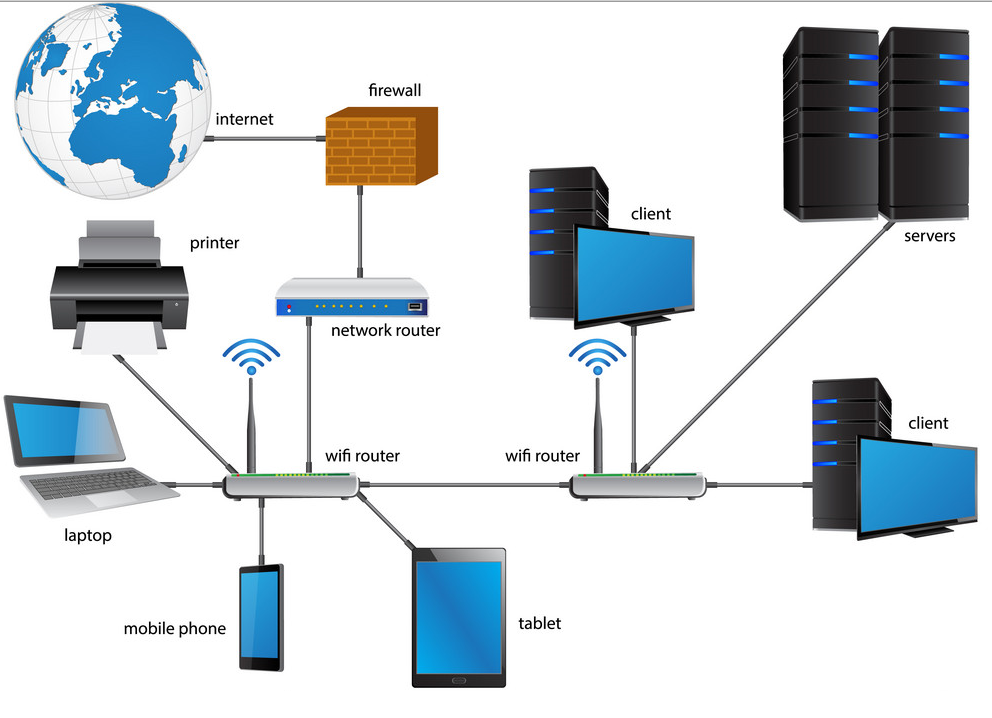 firewall
internet
client
printer
servers
network router
client
wifi router
wifi router
laptop
tablet
mobile phone